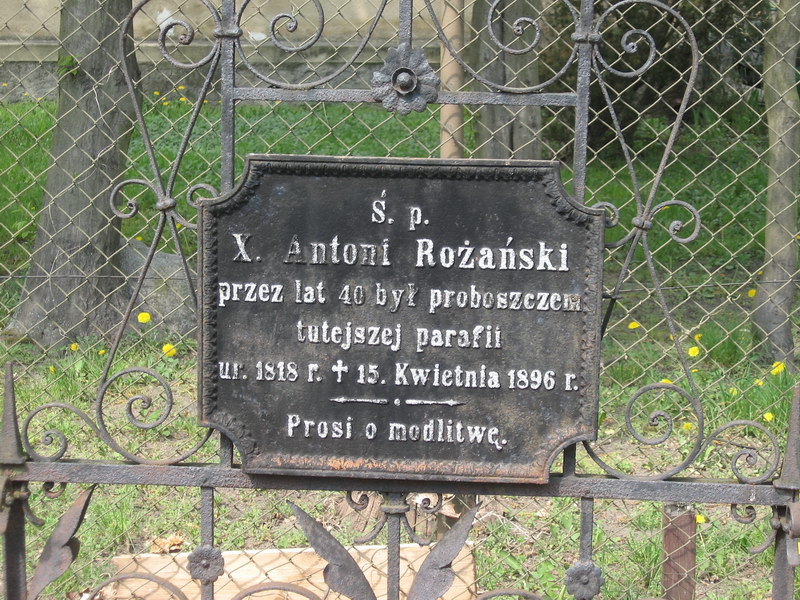 Ś. p.
X. Antoni Rożański
przez lat 40 był proboszczem
tutejszej parafii
ur. 1818 r. ✝ 15. Kwietnia 1896 r.
Prosi o modlitwę.